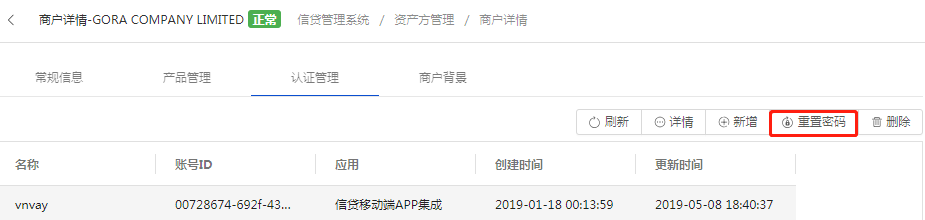 商户详情-GORA COMPANY LIMITED 正常 信贷管理系统 / 资产方管理 / 商户详情
常规信息 产品管理 认证管理 商户背景
刷新 详情 新增 重置密码 删除
名称 账号ID 应用 创建时间 更新时间
vnvay 00728674-692f-43... 信贷移动端APP集成 2019-01-18 00:13:59 2019-05-08 18:40:37